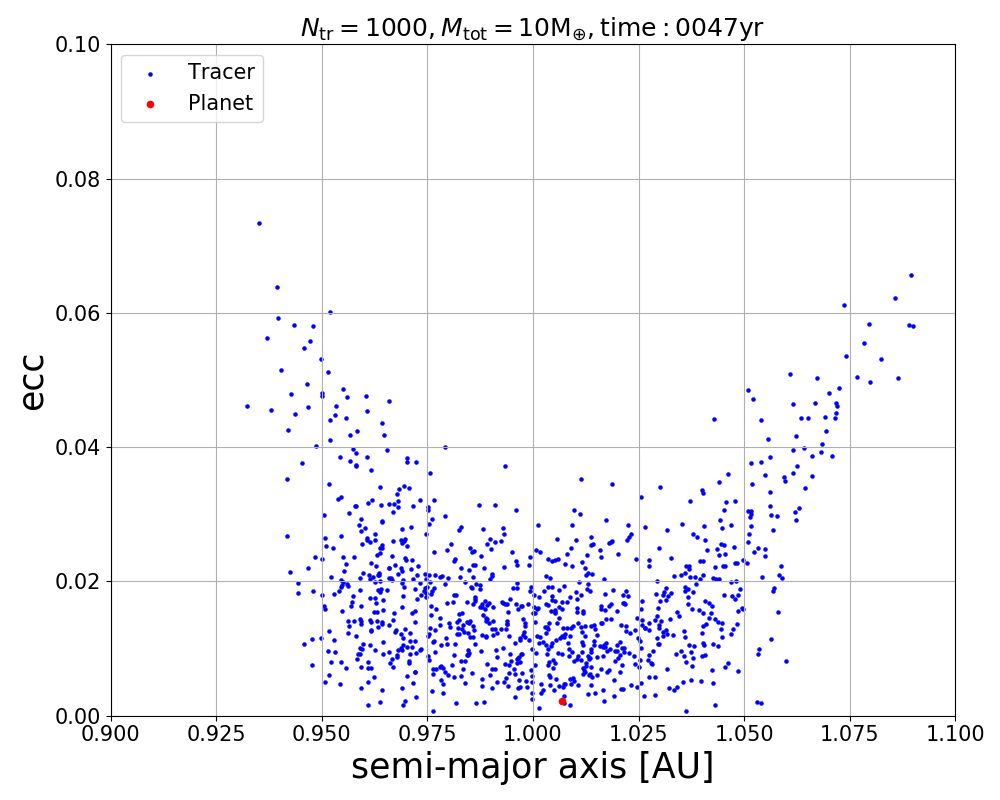 N_tr = 1000, M_tot = 10M_⊕, time : 0047yr
Tracer
Planet
0.10
0.08
0.06
0.04
0.02
0.00
ecc
0.900 0.925 0.950 0.975 1.000 1.025 1.050 1.075 1.100
semi-major axis [AU]